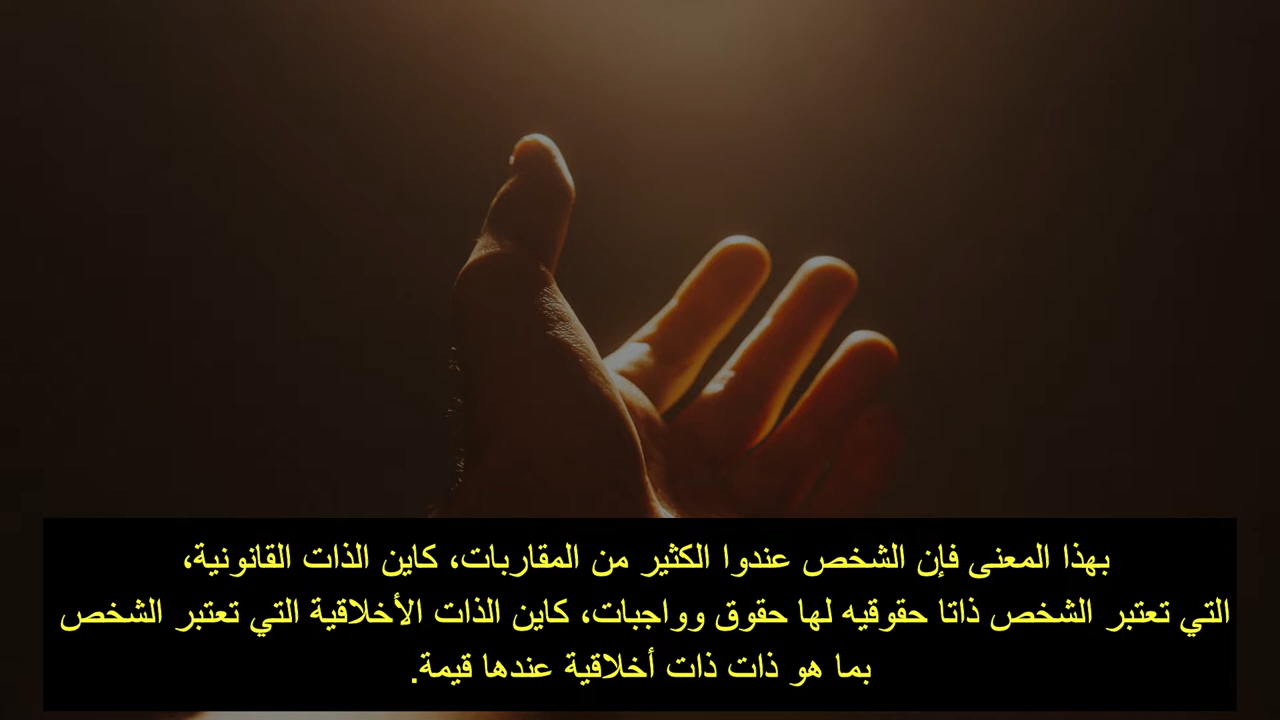 بهذا المعنى فإن الشخص عندوا الكثير من المقاربات، كاين الذات القانونية،
التي تعتبر الشخص ذاتا حقوقيه لها حقوق وواجبات، كاين الذات الأخلاقية التي تعتبر الشخص
بما هو ذات ذات أخلاقية عندها قيمة.